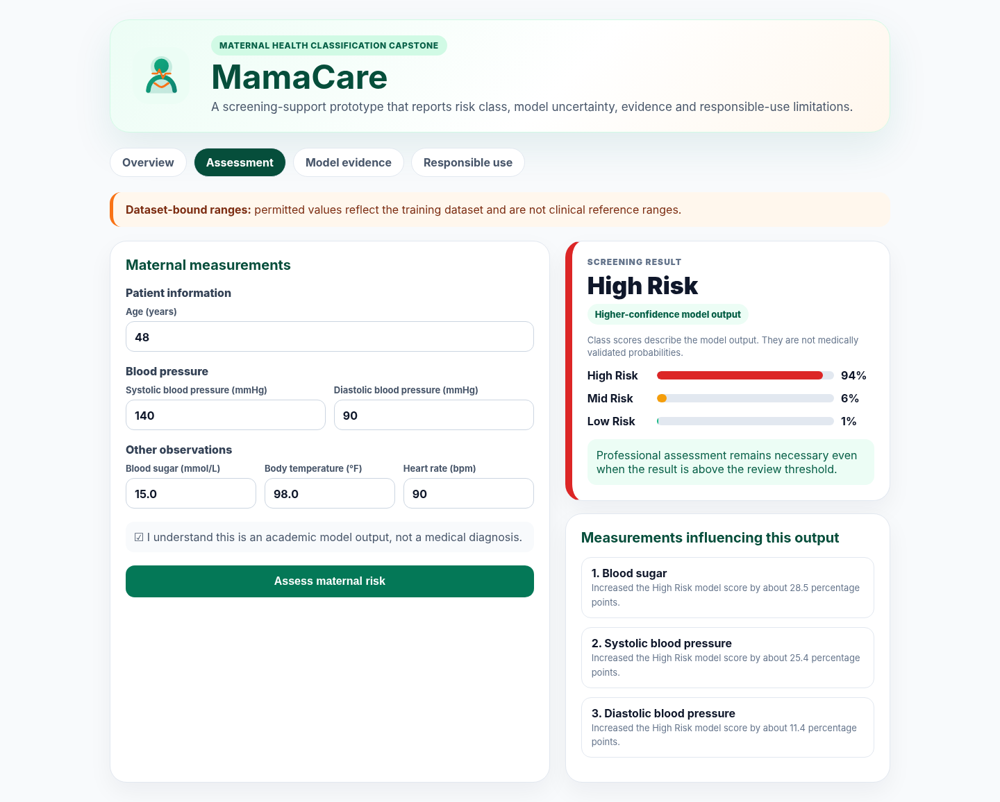 MATERNAL HEALTH CLASSIFICATION CAPSTONE
MamaCare
A screening-support prototype that reports risk class, model uncertainty, evidence and responsible-use limitations.
Overview
Assessment
Model evidence
Responsible use
Dataset-bound ranges: permitted values reflect the training dataset and are not clinical reference ranges.
Maternal measurements
Patient information
Age (years)
48
Blood pressure
Systolic blood pressure (mmHg)
Diastolic blood pressure (mmHg)
140
90
Other observations
Blood sugar (mmol/L)
Body temperature (°F)
Heart rate (bpm)
15.0
98.0
90
☑ I understand this is an academic model output, not a medical diagnosis.
Assess maternal risk
SCREENING RESULT
High Risk
Higher-confidence model output
Class scores describe the model output. They are not medically
validated probabilities.
High Risk 94%
Mid Risk 6%
Low Risk 1%
Professional assessment remains necessary even
when the result is above the review threshold.
Measurements influencing this output
1. Blood sugar
Increased the High Risk model score by about 28.5 percentage
points.
2. Systolic blood pressure
Increased the High Risk model score by about 25.4 percentage
points.
3. Diastolic blood pressure
Increased the High Risk model score by about 11.4 percentage
points.